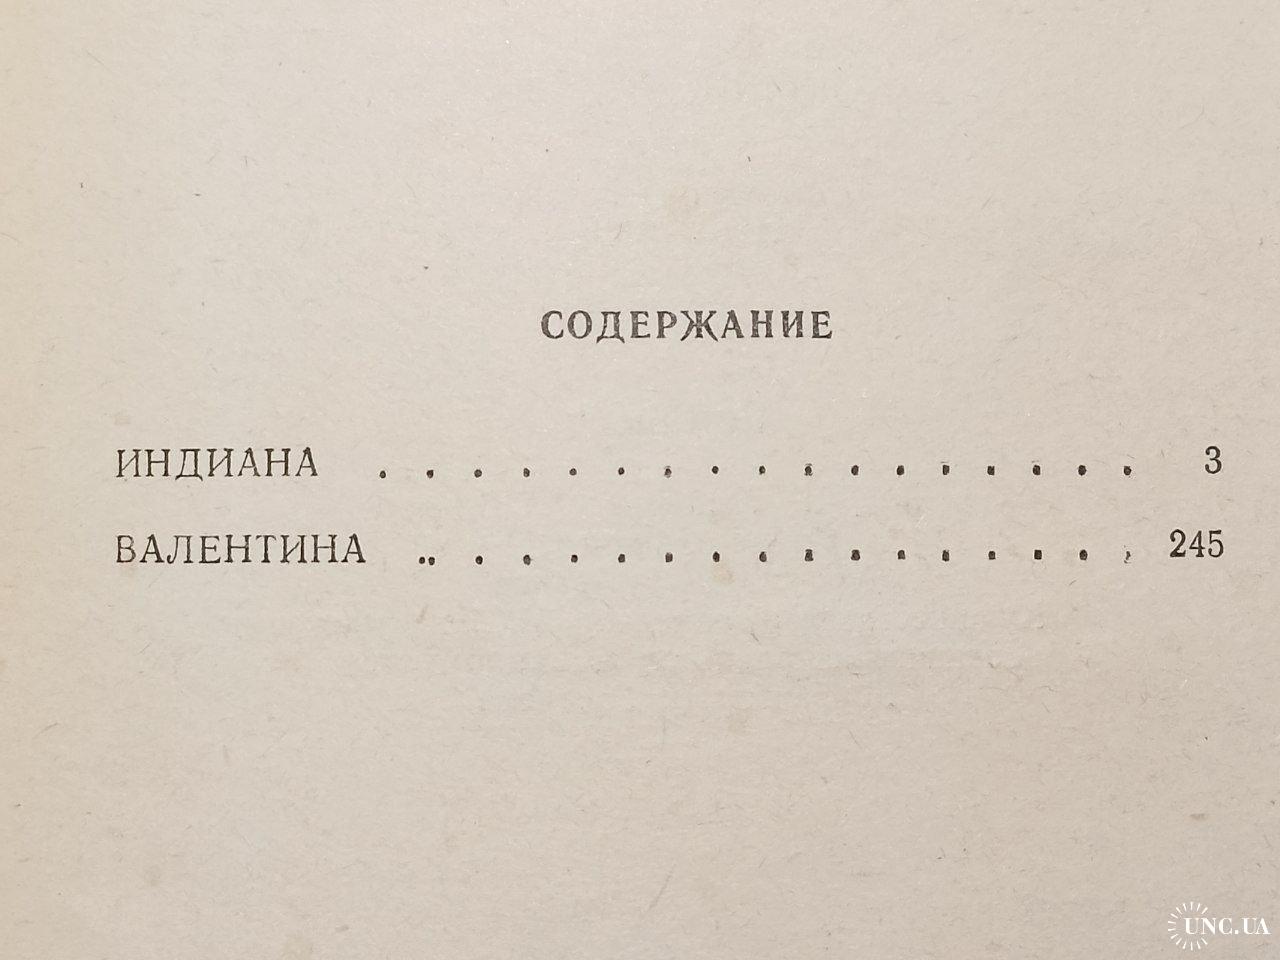 СОДЕРЖАНИЕ
ИНДИАНА . . . . . . . . . . . . . . . . . 3
ВАЛЕНТИНА .. . . . . . . . . . . . . . . . 245
UNC.UA